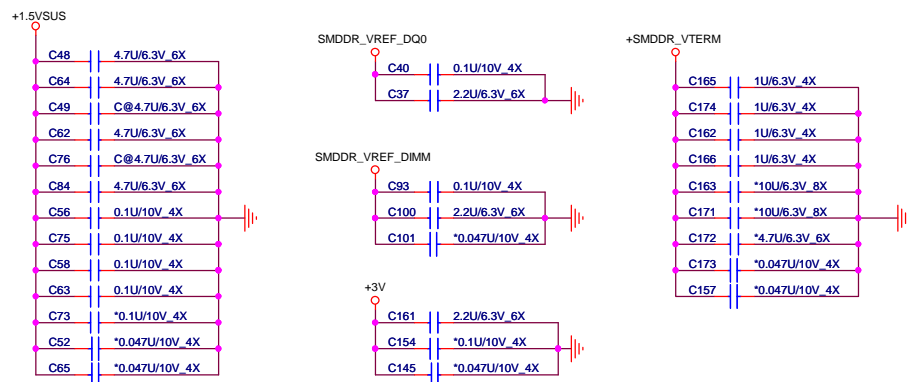 +1.5VSUS
C48 4.7U/6.3V_6X
C64 4.7U/6.3V_6X
C49 C@4.7U/6.3V_6X
C62 4.7U/6.3V_6X
C76 C@4.7U/6.3V_6X
C84 4.7U/6.3V_6X
C56 0.1U/10V_4X
C75 0.1U/10V_4X
C58 0.1U/10V_4X
C63 0.1U/10V_4X
C73 *0.1U/10V_4X
C52 *0.047U/10V_4X
C65 *0.047U/10V_4X
SMDDR_VREF_DQ0
C40 0.1U/10V_4X
C37 2.2U/6.3V_6X
SMDDR_VREF_DIMM
C93 0.1U/10V_4X
C100 2.2U/6.3V_6X
C101 *0.047U/10V_4X
+3V
C161 2.2U/6.3V_6X
C154 *0.1U/10V_4X
C145 *0.047U/10V_4X
+SMDDR_VTERM
C165 1U/6.3V_4X
C174 1U/6.3V_4X
C162 1U/6.3V_4X
C166 1U/6.3V_4X
C163 *10U/6.3V_8X
C171 *10U/6.3V_8X
C172 *4.7U/6.3V_6X
C173 *0.047U/10V_4X
C157 *0.047U/10V_4X